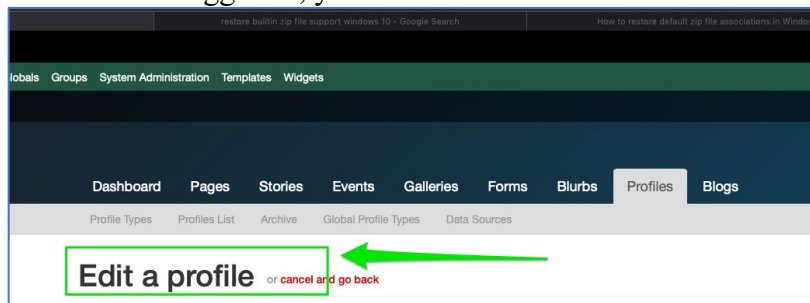 restore builtin zip file support windows 10 - Google Search How to restore default zip file associations in Window
lobals Groups System Administration Templates Widgets
Dashboard Pages Stories Events Galleries Forms Blurbs Profiles Blogs
Profile Types Profiles List Archive Global Profile Types Data Sources
Edit a profile or cancel and go back